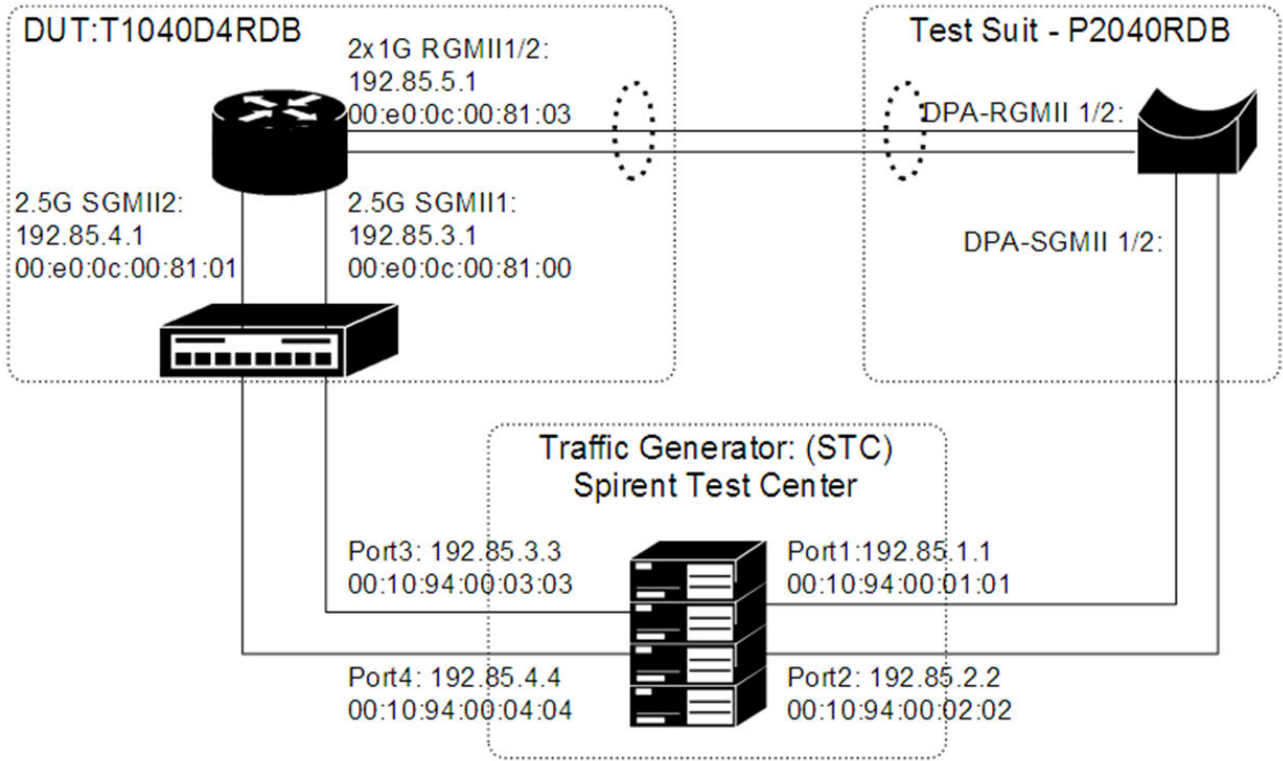 DUT:T1040D4RDB
2x1G RGMII1/2:
192.85.5.1
00:e0:0c:00:81:03
Test Suit - P2040RDB
DPA-RGMII 1/2:
2.5G SGMII2:
192.85.4.1
00:e0:0c:00:81:01
2.5G SGMII1:
192.85.3.1
00:e0:0c:00:81:00
DPA-SGMII 1/2:
Traffic Generator: (STC)
Spirent Test Center
Port3: 192.85.3.3
00:10:94:00:03:03
Port1:192.85.1.1
00:10:94:00:01:01
Port4: 192.85.4.4
00:10:94:00:04:04
Port2: 192.85.2.2
00:10:94:00:02:02